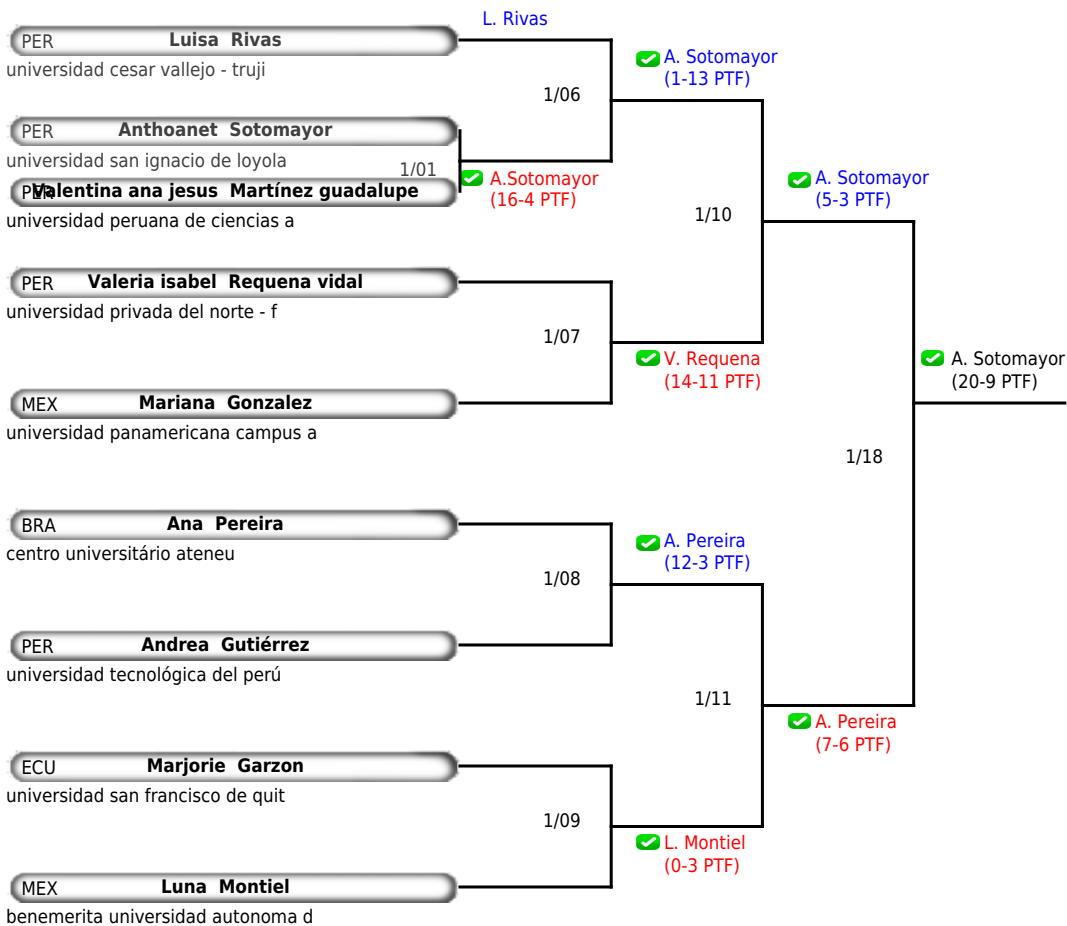 L. Rivas
PER Luisa Rivas
universidad cesar vallejo - truji
A. Sotomayor
(1-13 PTF)
1/06
PER Anthoanet Sotomayor
universidad san ignacio de loyola
1/01
A.Sotomayor
(16-4 PTF)
PER Valentina ana jesus Martínez guadalupe
universidad peruana de ciencias a
A. Sotomayor
(5-3 PTF)
1/10
PER Valeria isabel Requena vidal
universidad privada del norte - f
1/07
V. Requena
(14-11 PTF)
A. Sotomayor
(20-9 PTF)
MEX Mariana Gonzalez
universidad panamericana campus a
1/18
BRA Ana Pereira
centro universitário ateneu
A. Pereira
(12-3 PTF)
1/08
PER Andrea Gutiérrez
universidad tecnológica del perú
1/11
A. Pereira
(7-6 PTF)
ECU Marjorie Garzon
universidad san francisco de quit
1/09
L. Montiel
(0-3 PTF)
MEX Luna Montiel
benemerita universidad autonoma d